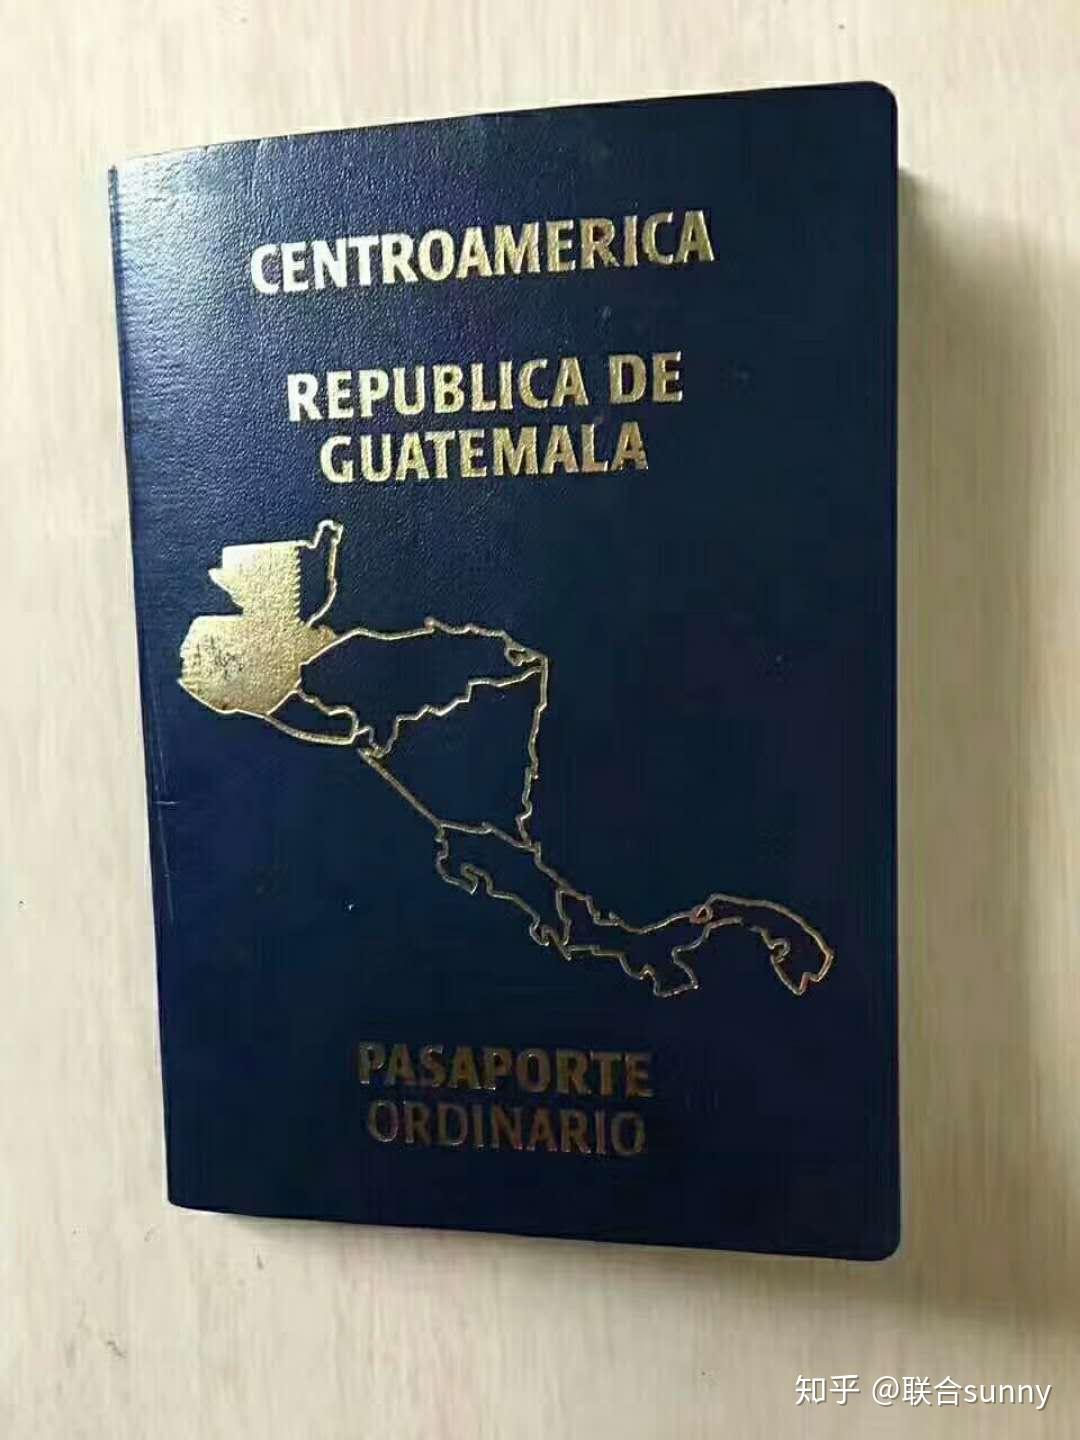 CENTROAMERICA
REPUBLICA DE
GUATEMALA
PASAPORTE
ORDINARIO
知乎 @联合sunny